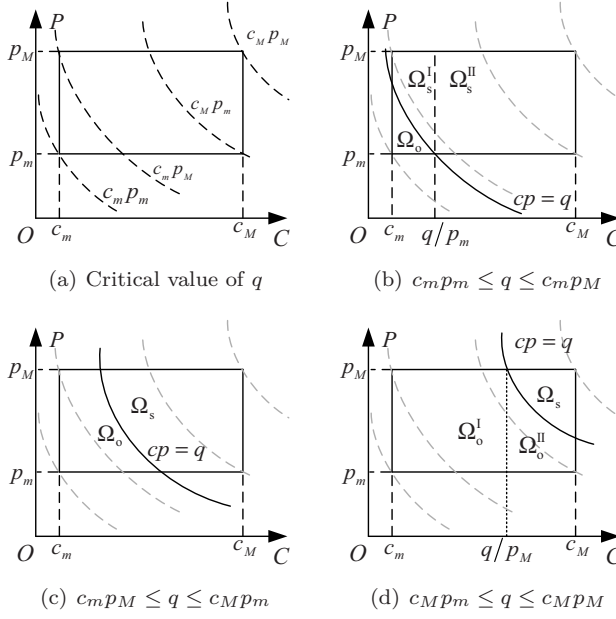 P
p_M
c_M p_M
c_M p_m
p_m
c_m p_M
c_m p_m
O
c_m
c_M
C
(a) Critical value of q
P
p_M
Ω_s^I
Ω_s^II
Ω_o
p_m
cp = q
O
c_m
q/p_m
c_M
C
(b) c_m p_m ≤ q ≤ c_m p_M
P
p_M
Ω_s
Ω_o
cp = q
p_m
O
c_m
c_M
C
(c) c_m p_M ≤ q ≤ c_M p_m
P
cp = q
p_M
Ω_s
Ω_o^I
Ω_o^II
p_m
O
c_m
q/p_M
c_M
C
(d) c_M p_m ≤ q ≤ c_M p_M